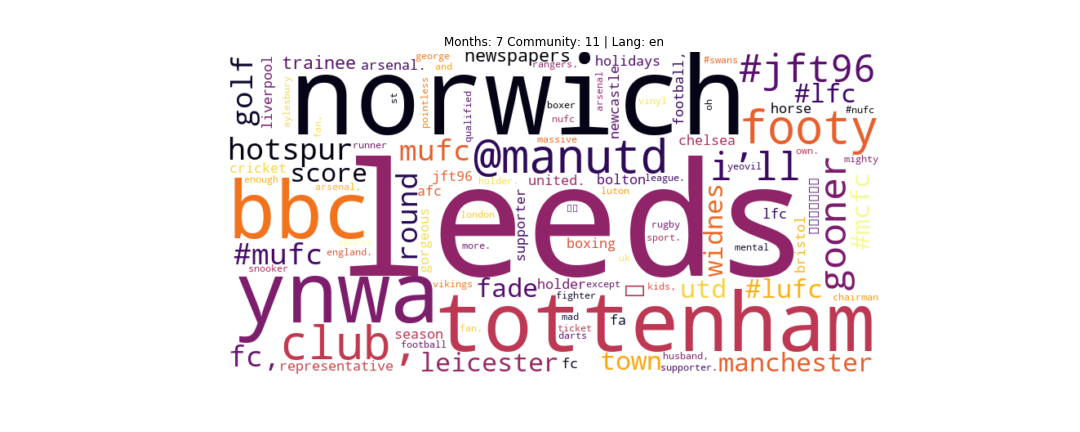 Months: 7 Community: 11 | Lang: en
george
newspapers
#swans
trainee
and
arsenal.
rangers.
holidays
#jft96
golf
liverpool
norwich
#lfc
aylesbury
st
pointless
qualified
boxer
arsenal
newcastle
vinyl
football,
oh
horse
#nufc
fan.
nufc
footy
hotspur
runner
mufc
@manutd
massive
chelsea
i'll
own.
mighty
cricket
score
enough
arsenal.
jft96
holder.
united.
bolton
league.
yeovil
bbc
round
afc
luton
gooner
#mcfc
leeds
gorgeous
london
supporter
lfc
widnes
rugby
sport.
bristol
#mufc
england.
more.
boxing
uk
mental
snooker
ynwa
vikings
fade
holder
except
kids.
utd
#lufc
chairman
fighter
tottenham
club,
season
football
fan.
mad
ticket
darts
fa
fc,
representative
leicester
fc
town
husband,
supporter.
manchester